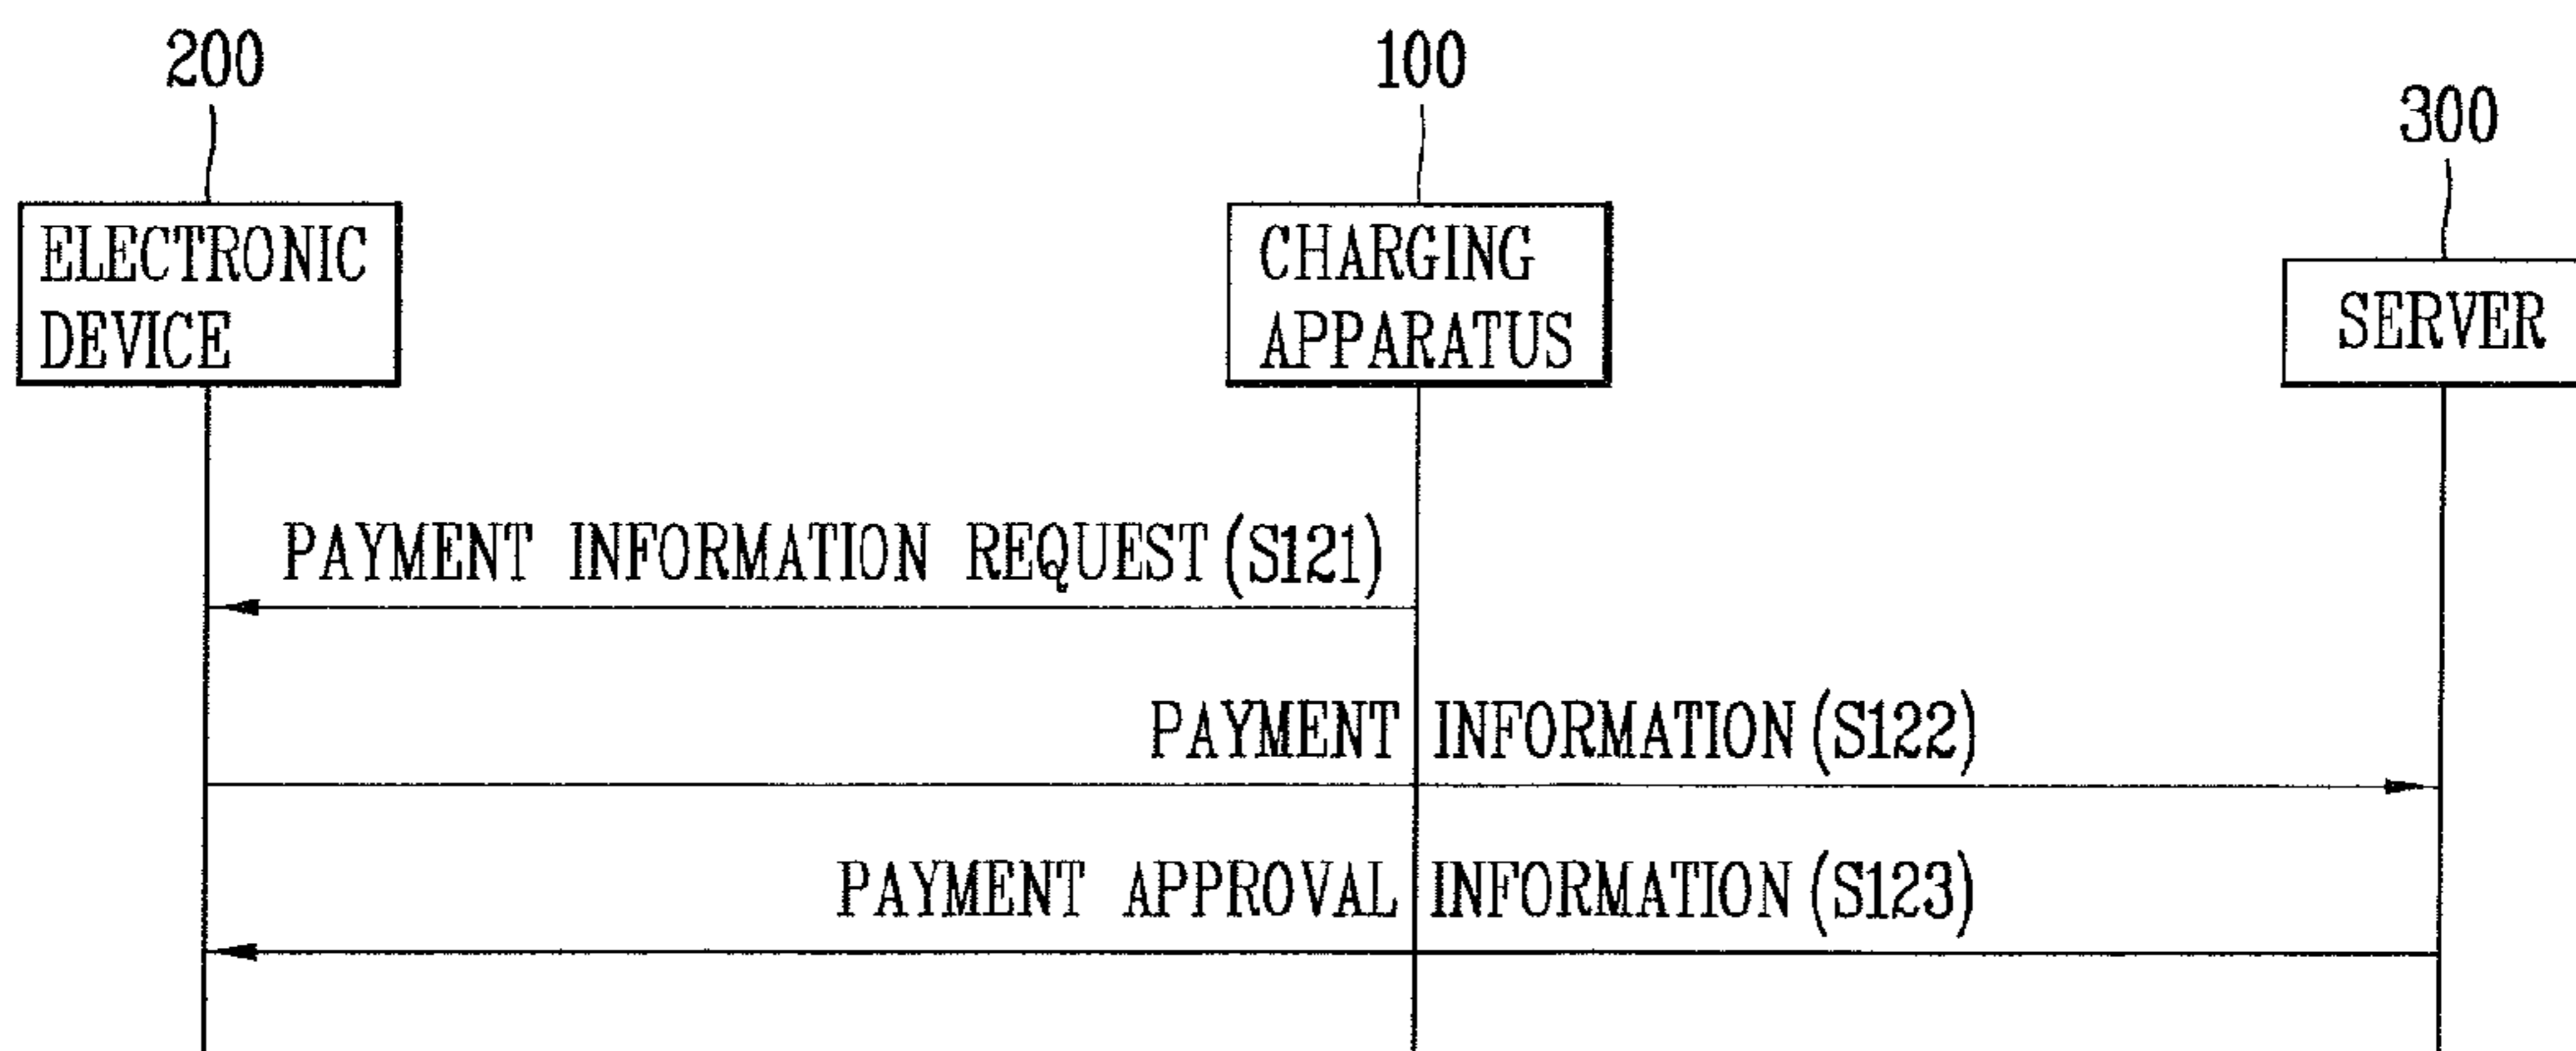 200
100
300
ELECTRONIC
DEVICE
CHARGING
APPARATUS
SERVER
PAYMENT INFORMATION REQUEST(S121)
PAYMENT INFORMATION(S122)
PAYMENT APPROVAL INFORMATION(S123)